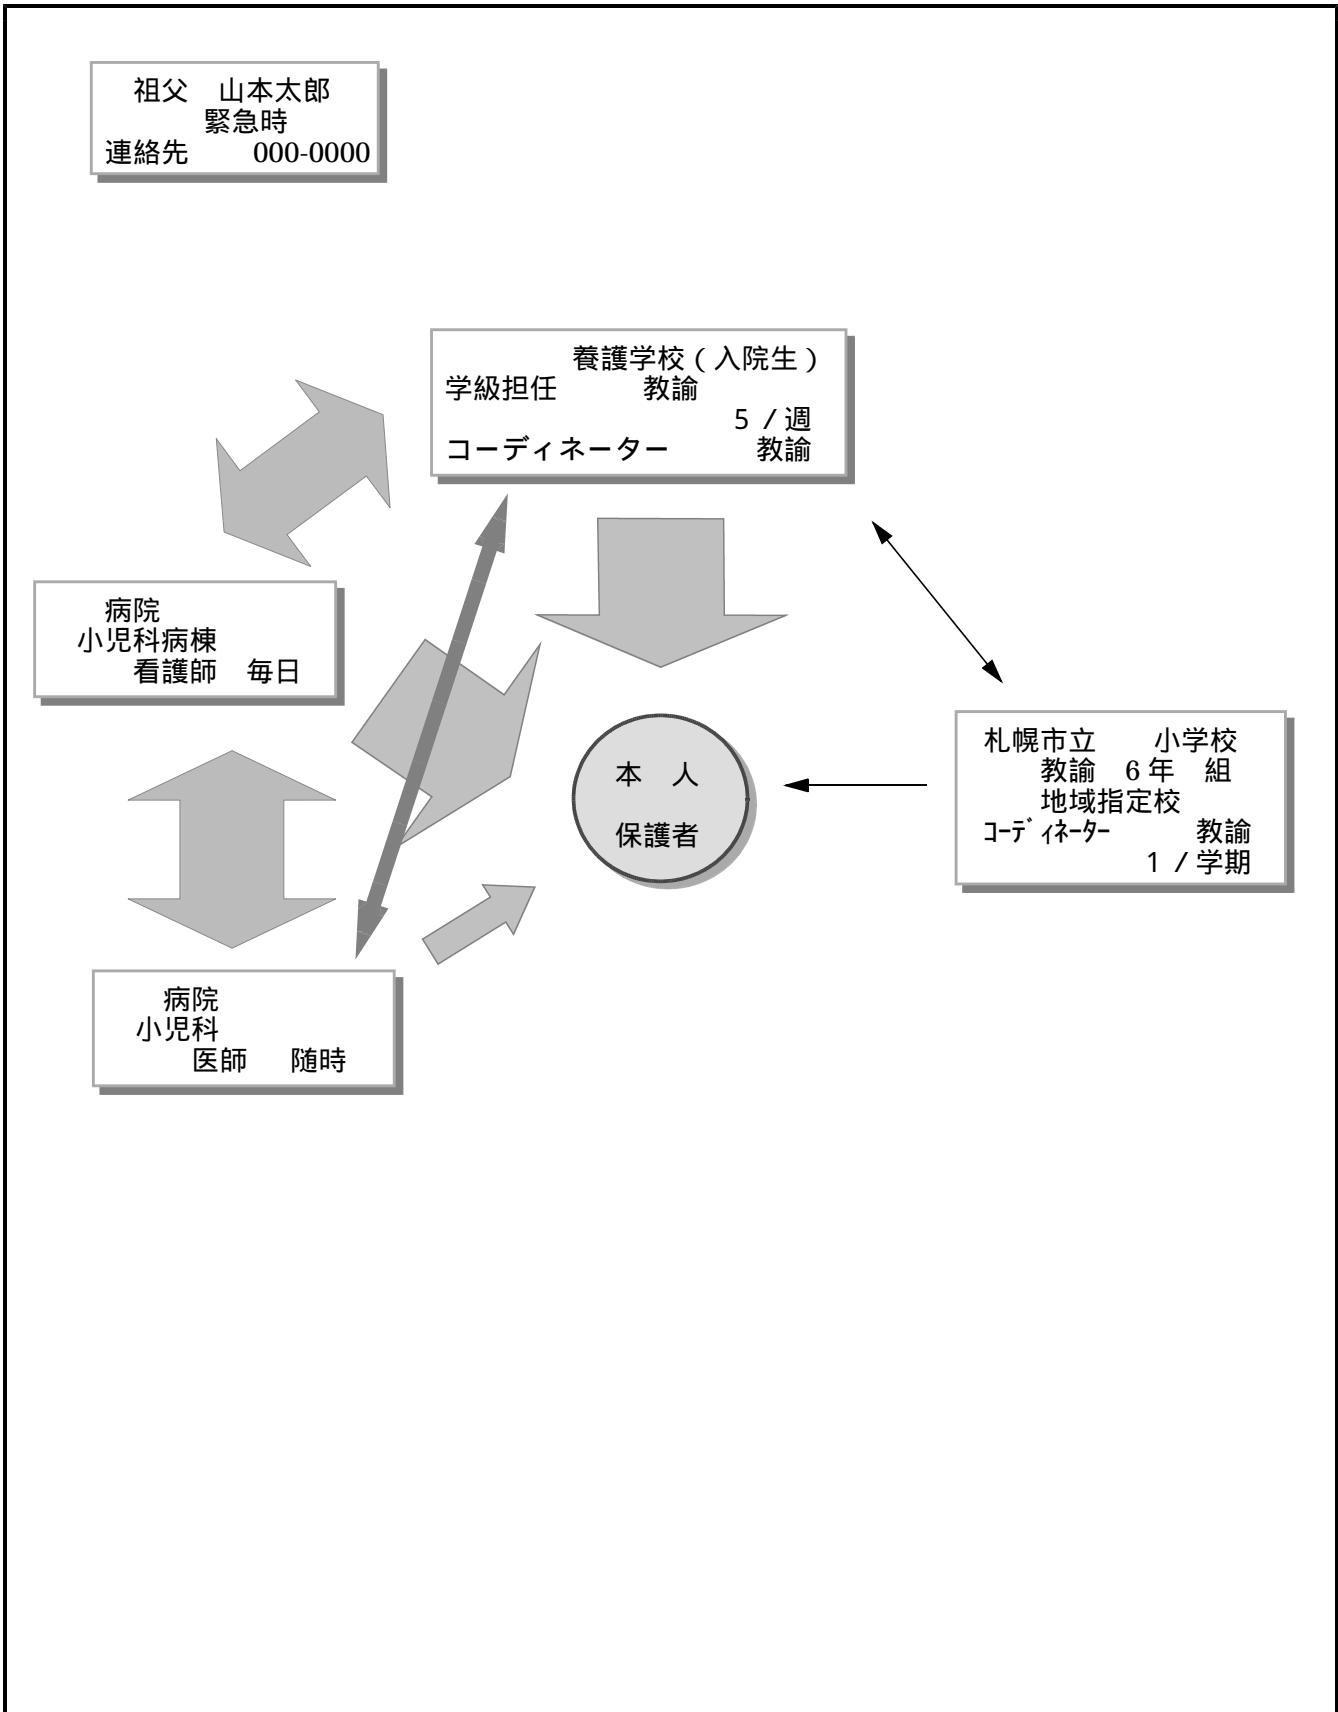 祖父　山本太郎
緊急時
連絡先　　000-0000
養護学校（入院生）
学級担任　　　教諭
5／週
コーディネーター　　　教諭
病院
小児科病棟
看護師　毎日
本　人
保護者
札幌市立　　小学校
教諭　6年　組
地域指定校
ｺｰﾃﾞｨﾈｰﾀｰ　　　教諭
1／学期
病院
小児科
医師　随時